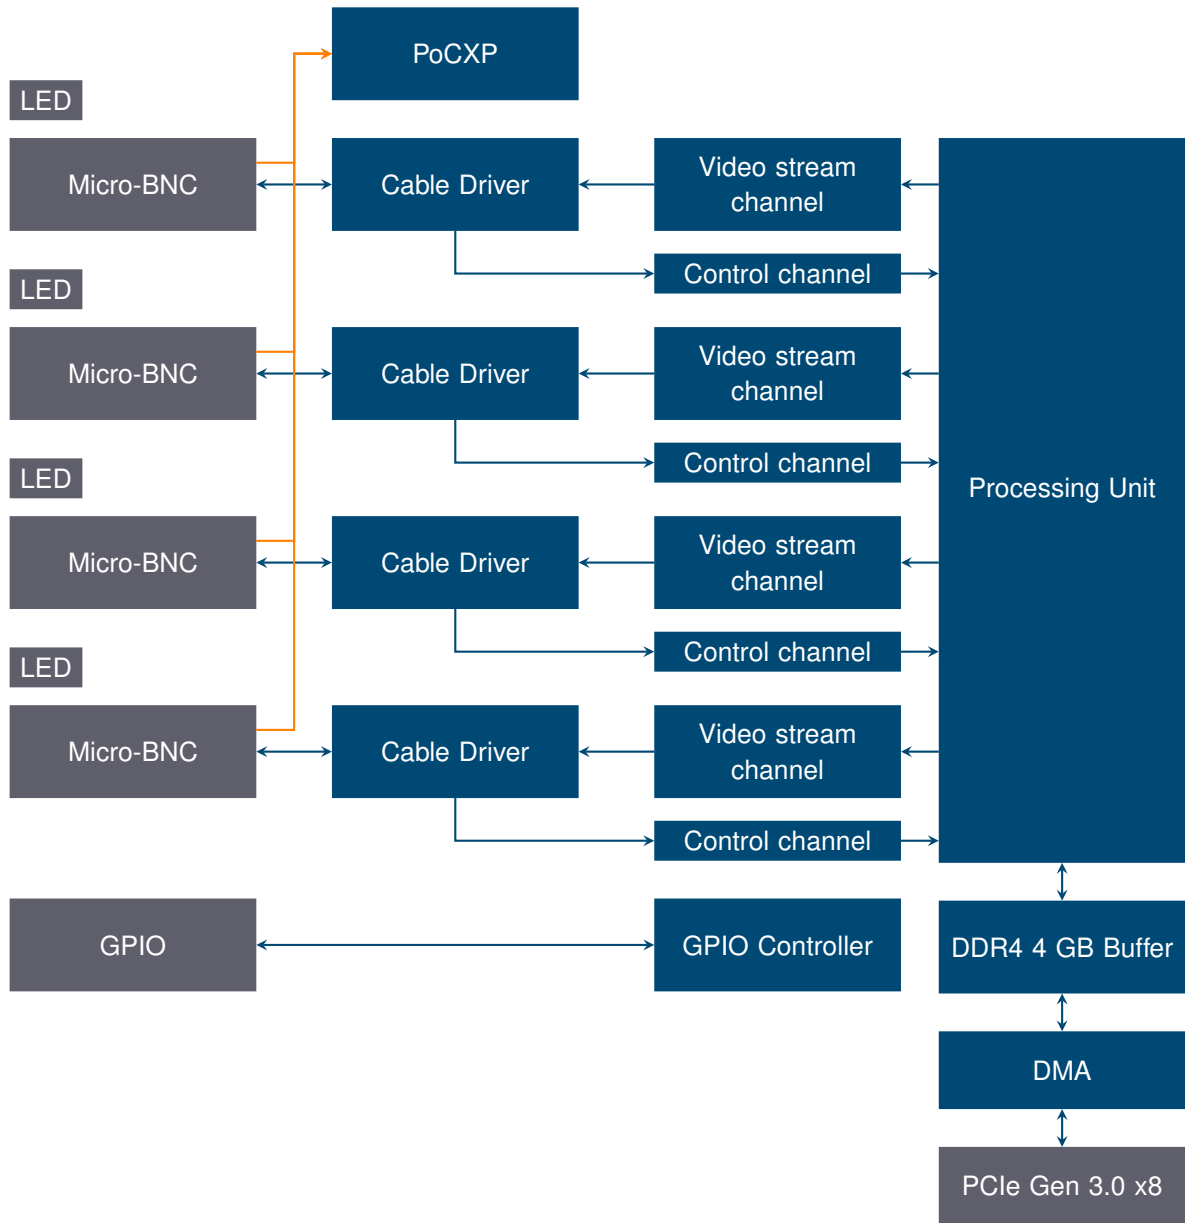 PoCXP
LED
Micro-BNC
Cable Driver
Video stream
channel
Control channel
LED
Micro-BNC
Cable Driver
Video stream
channel
Control channel
Processing Unit
LED
Micro-BNC
Cable Driver
Video stream
channel
Control channel
LED
Micro-BNC
Cable Driver
Video stream
channel
Control channel
GPIO
GPIO Controller
DDR4 4 GB Buffer
DMA
PCIe Gen 3.0 x8